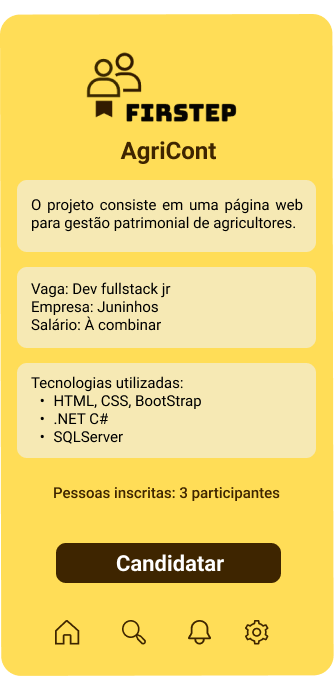 FIRSTEP
AgriCont
O projeto consiste em uma página web
para gestão patrimonial de agricultores.
Vaga: Dev fullstack jr
Empresa: Juninhos
Salário: À combinar
Tecnologias utilizadas:
• HTML, CSS, BootStrap
• .NET C#
• SQLServer
Pessoas inscritas: 3 participantes
Candidatar